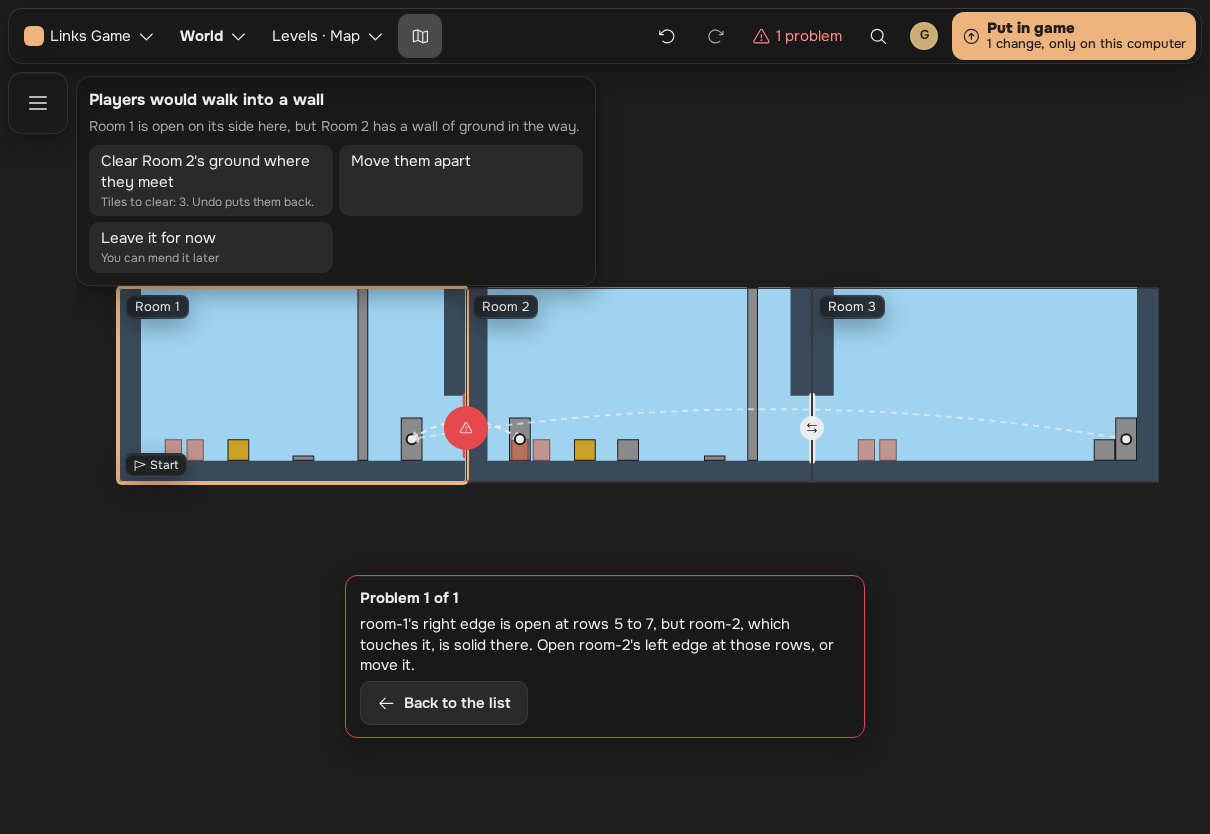 Links Game
World
Levels · Map
1 problem
G
Put in game
1 change, only on this computer
Players would walk into a wall
Room 1 is open on its side here, but Room 2 has a wall of ground in the way.
Clear Room 2's ground where
they meet
Tiles to clear: 3. Undo puts them back.
Move them apart
Leave it for now
You can mend it later
Room 1
Room 2
Room 3
Start
Problem 1 of 1
room-1's right edge is open at rows 5 to 7, but room-2, which
touches it, is solid there. Open room-2's left edge at those rows, or
move it.
Back to the list